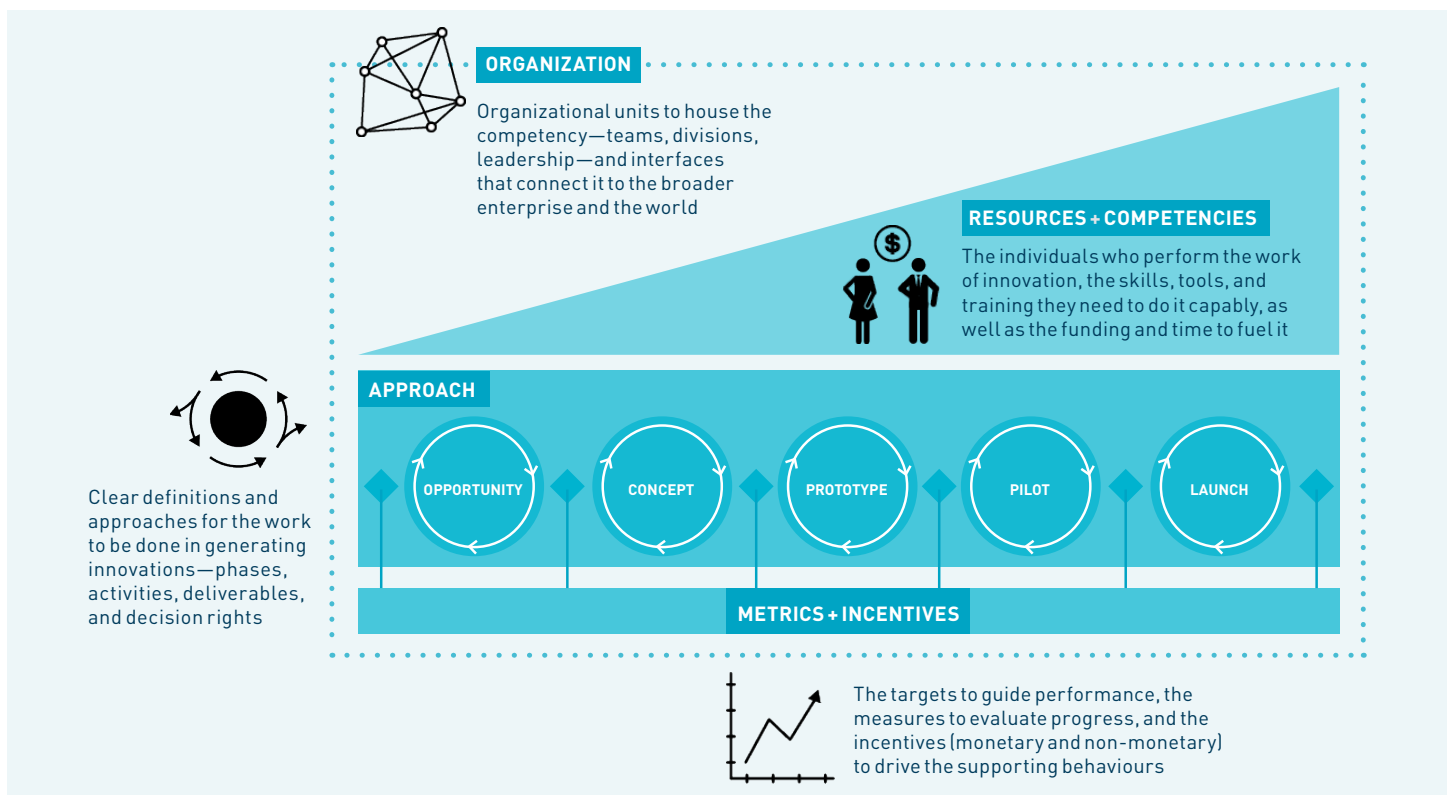 ORGANIZATION
Organizational units to house the
competency—teams, divisions,
leadership—and interfaces
that connect it to the broader
enterprise and the world
$
RESOURCES + COMPETENCIES
The individuals who perform the work
of innovation, the skills, tools, and
training they need to do it capably, as
well as the funding and time to fuel it
APPROACH
OPPORTUNITY
CONCEPT
PROTOTYPE
PILOT
LAUNCH
Clear definitions and
approaches for the work
to be done in generating
innovations—phases,
activities, deliverables,
and decision rights
METRICS + INCENTIVES
The targets to guide performance, the
measures to evaluate progress, and the
incentives (monetary and non-monetary)
to drive the supporting behaviours